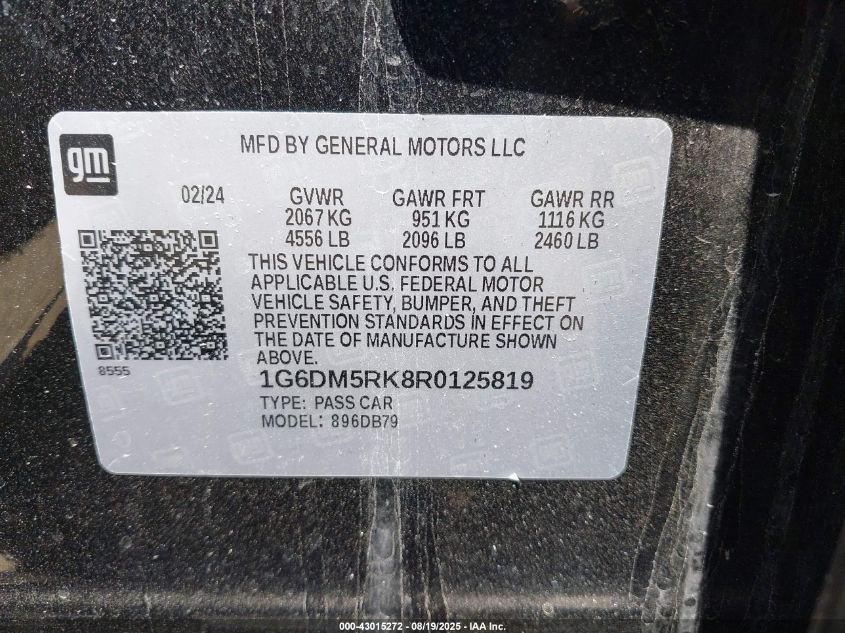 gm
MFD BY GENERAL MOTORS LLC
02/24 GVWR GAWR FRT GAWR RR
2067 KG 951 KG 1116 KG
4556 LB 2096 LB 2460 LB
THIS VEHICLE CONFORMS TO ALL
APPLICABLE U.S. FEDERAL MOTOR
VEHICLE SAFETY, BUMPER, AND THEFT
PREVENTION STANDARDS IN EFFECT ON
THE DATE OF MANUFACTURE SHOWN
ABOVE.
8555
1G6DM5RK8R0125819
TYPE: PASS CAR
MODEL: 896DB79
000-43015272 - 08/19/2025 - IAA Inc.